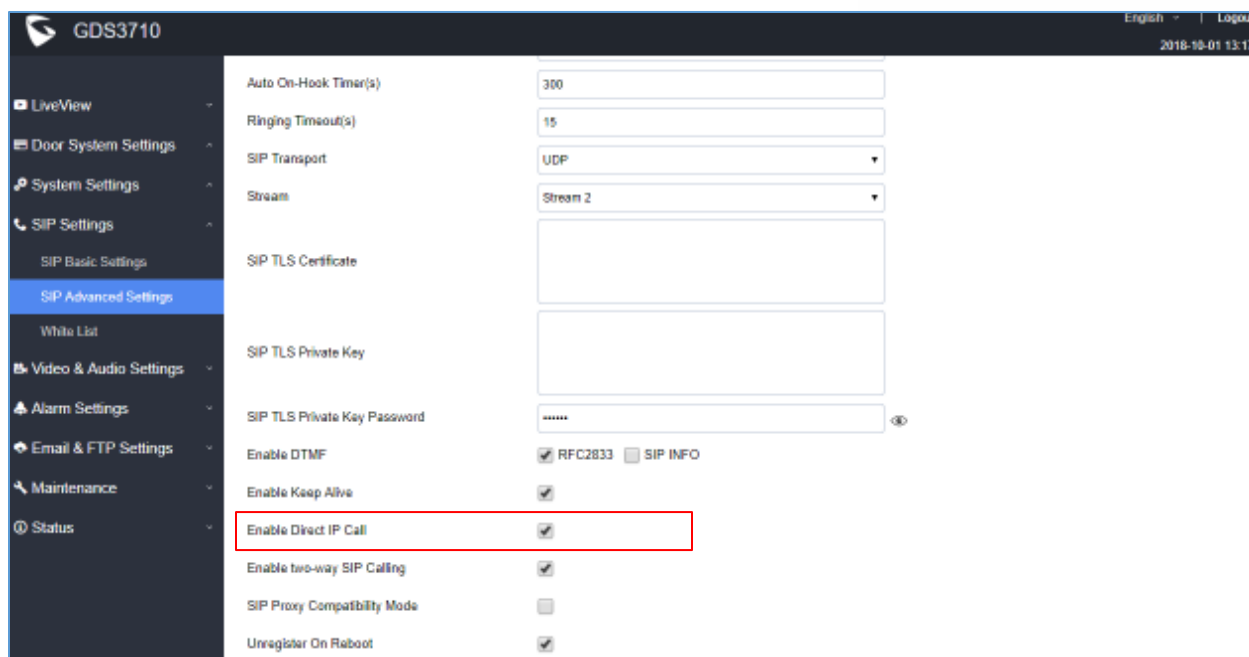 GDS3710
English
|
2018-10-01 13:1
LiveView
Door System Settings
System Settings
SIP Settings
SIP Basic Settings
SIP Advanced Settings
White List
Video & Audio Settings
Alarm Settings
Email & FTP Settings
Maintenance
Status
Auto On-Hook Timer(s)
300
Ringing Timeout(s)
15
SIP Transport
UDP
Stream
Stream 2
SIP TLS Certificate
SIP TLS Private Key
SIP TLS Private Key Password
••••••
Enable DTMF
RFC2833 SIP INFO
Enable Keep Alive
Enable Direct IP Call
Enable two-way SIP Calling
SIP Proxy Compatibility Mode
Unregister On Reboot